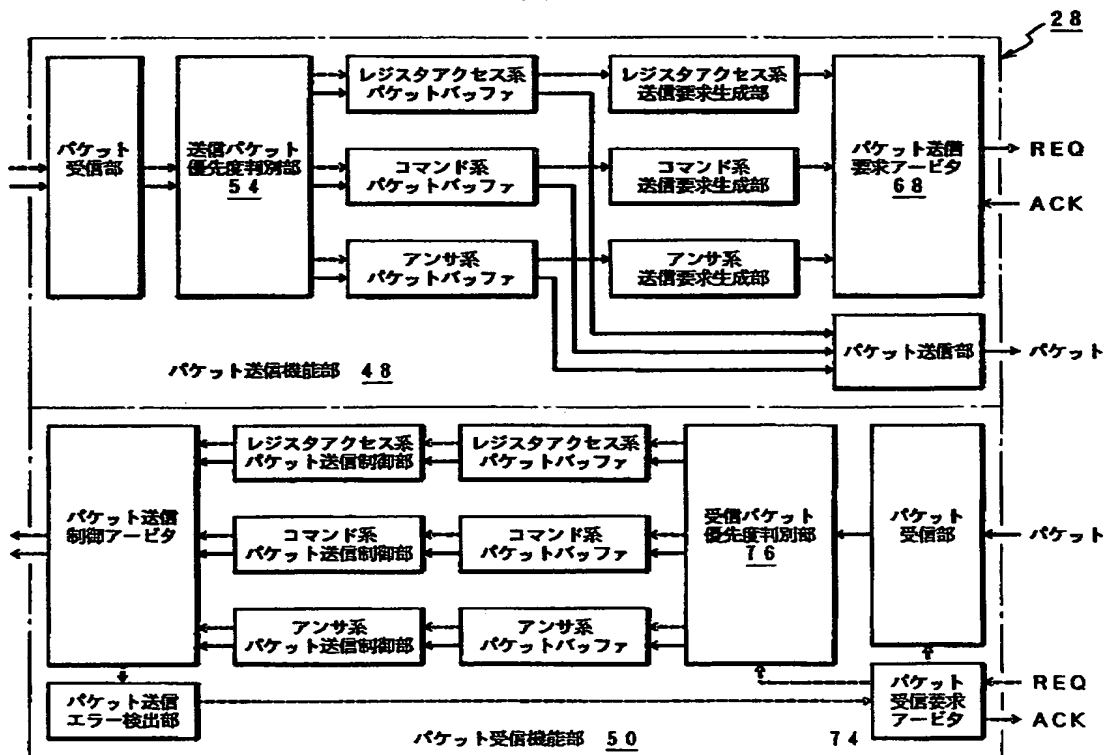 28
パケット
受信部
送信パケット
優先度判別部
54
レジスタアクセス系
パケットバッファ
レジスタアクセス系
送信要求生成部
コマンド系
パケットバッファ
コマンド系
送信要求生成部
アンサ系
パケットバッファ
アンサ系
送信要求生成部
パケット送信
要求アービタ
68
REQ
ACK
パケット送信部
パケット
パケット送信機能部 48
パケット送信
制御アービタ
レジスタアクセス系
パケット送信制御部
レジスタアクセス系
パケットバッファ
コマンド系
パケット送信制御部
コマンド系
パケットバッファ
アンサ系
パケット送信制御部
アンサ系
パケットバッファ
受信パケット
優先度判別部
76
パケット
受信部
パケット
パケット送信
エラー検出部
パケット
受信要求
アービタ
REQ
ACK
パケット受信機能部 50
74